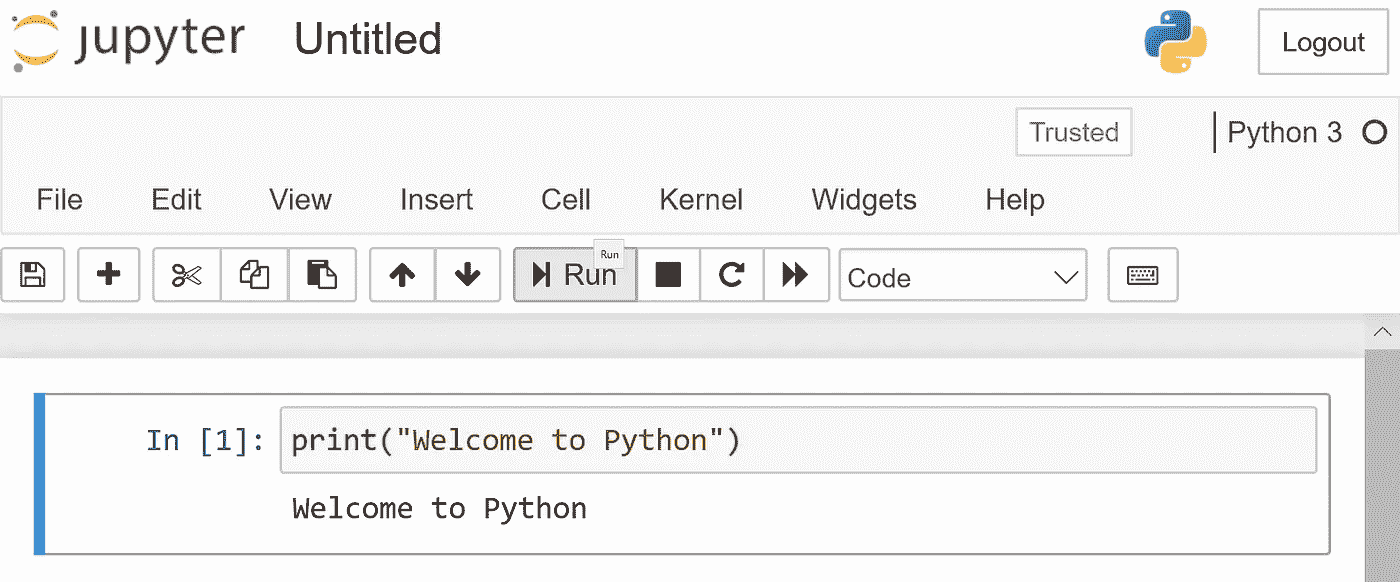 jupyter Untitled Logout
Trusted Python 3
File Edit View Insert Cell Kernel Widgets Help
Run
Run Code
In [1]: print("Welcome to Python")
Welcome to Python